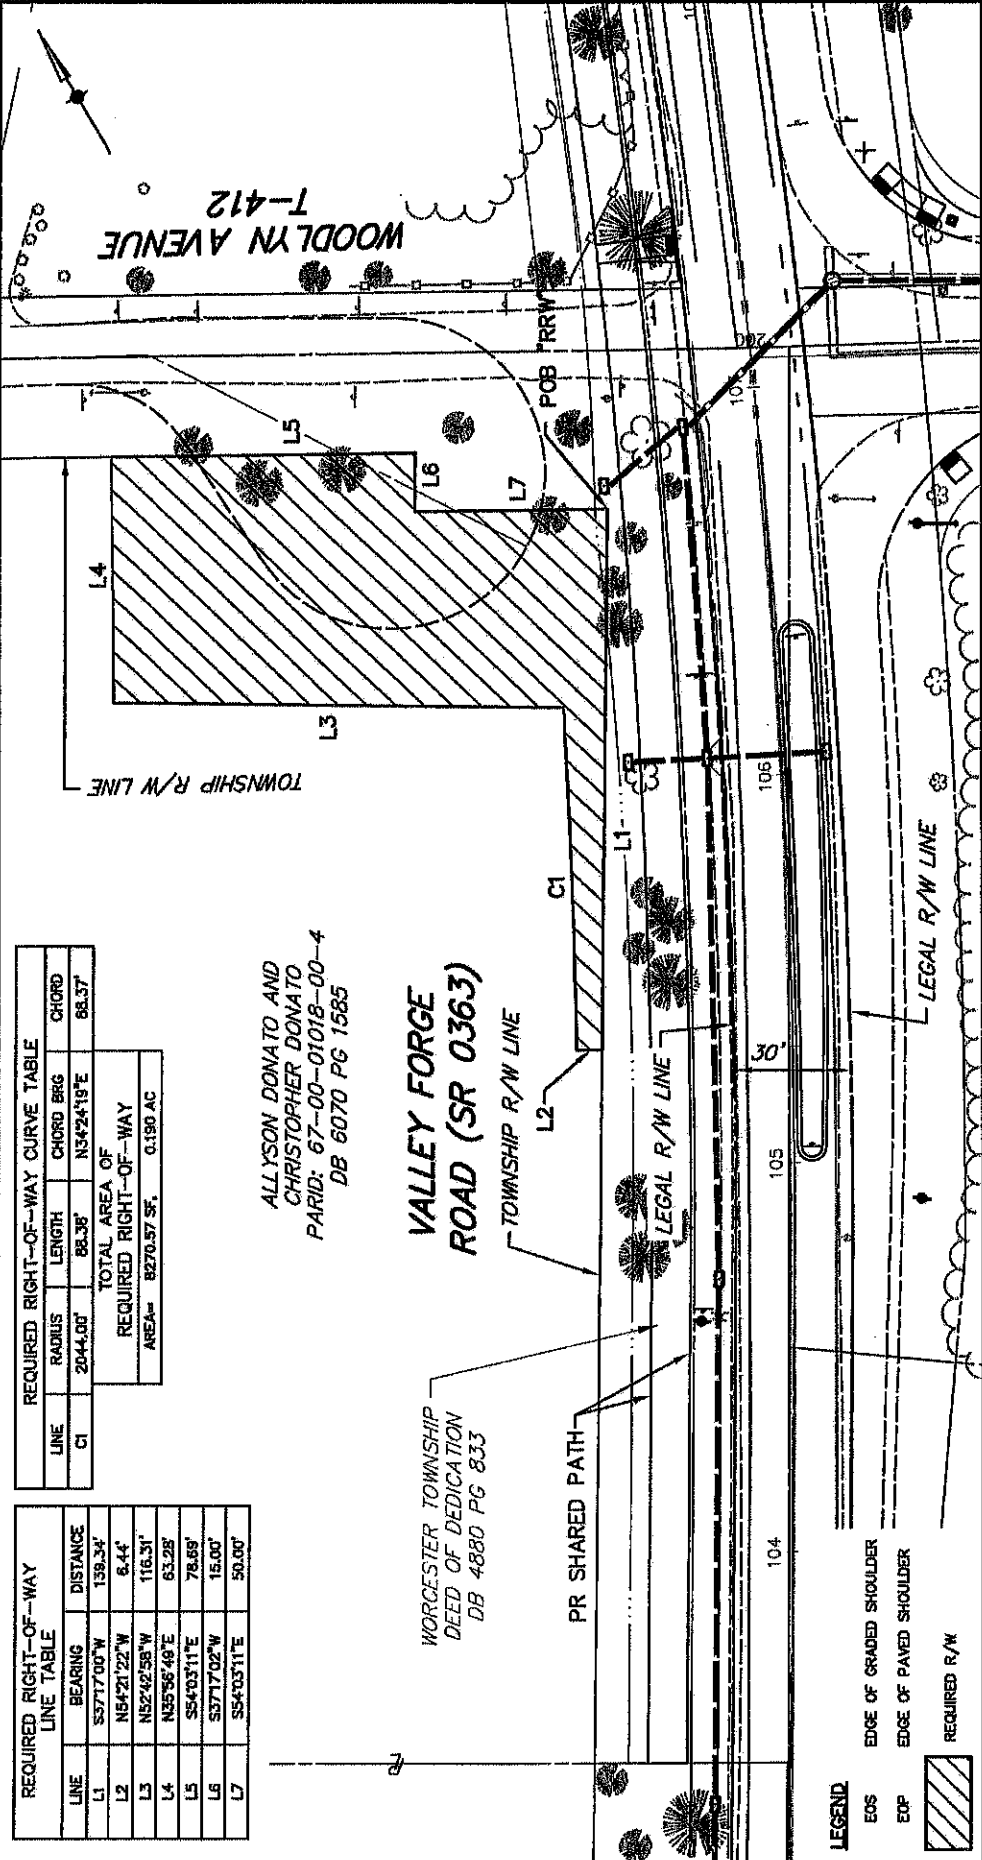 REQUIRED RIGHT-OF-WAY
LINE TABLE
LINE BEARING DISTANCE
L1 S37°17'00"W 139.34'
L2 N54°21'22"W 6.44'
L3 N52°42'58"W 116.31'
L4 N35°56'49"E 63.28'
L5 S54°03'11"E 78.69'
L6 S37°17'02"W 15.00'
L7 S54°03'11"E 50.00'
REQUIRED RIGHT-OF-WAY CURVE TABLE
LINE RADIUS LENGTH CHORD BRG CHORD
C1 2044.00' 88.38' N34°24'19"E 88.37'
TOTAL AREA OF
REQUIRED RIGHT-OF-WAY
AREA= 8270.57 SF, 0.190 AC
TOWNSHIP R/W LINE
WOODLYN AVENUE
T-412
L4
L5
L3
L6
L7
POB "RRW"
ALLYSON DONATO AND
CHRISTOPHER DONATO
PARID: 67-00-01018-00-4
DB 6070 PG 1585
VALLEY FORGE
ROAD (SR 0363)
C1
L2
L1
TOWNSHIP R/W LINE
WORCESTER TOWNSHIP
DEED OF DEDICATION
DB 4880 PG 833
LEGAL R/W LINE
PR SHARED PATH
30'
104
105
106
107
200
LEGAL R/W LINE
LEGEND
EOS EDGE OF GRADED SHOULDER
EOP EDGE OF PAVED SHOULDER
REQUIRED R/W